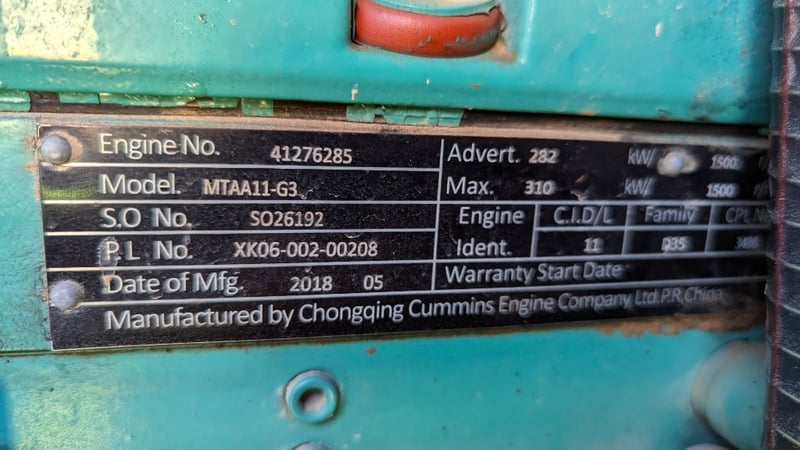 Engine No. 41276285
Model. MTAA11-G3
S.O No. SO26192
P.L No. XK06-002-00208
Date of Mfg. 2018 05
Advert. 282 kW/ 1500
Max. 310 kW/ 1500
Engine Ident. C.I.D/L Family
11 D35
Warranty Start Date
Manufactured by Chongqing Cummins Engine Company Ltd.P.R.China